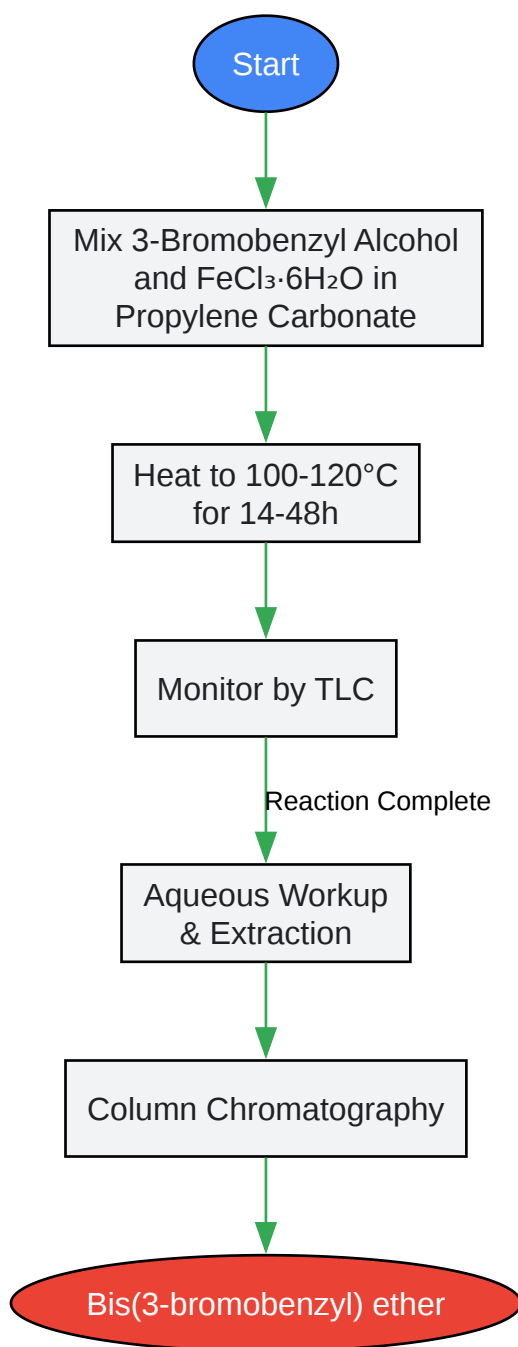 Start
Mix 3-Bromobenzyl Alcohol
and FeCl₃·6H₂O in
Propylene Carbonate
Heat to 100-120°C
for 14-48h
Monitor by TLC
Reaction Complete
Aqueous Workup
& Extraction
Column Chromatography
Bis(3-bromobenzyl) ether